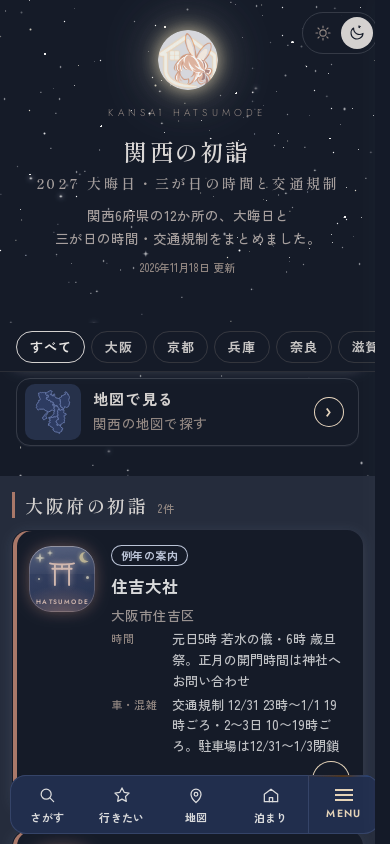 KANSAI HATSUMODE
関西の初詣
2027 大晦日・三が日の時間と交通規制
関西6府県の12か所の、大晦日と
三が日の時間・交通規制をまとめました。
・2026年11月18日 更新
すべて 大阪 京都 兵庫 奈良 滋賀
地図で見る
関西の地図で探す
大阪府の初詣 2件
HATSUMODE
例年の案内
住吉大社
大阪市住吉区
時間 元日5時 若水の儀・6時 歳旦
祭。正月の開門時間は神社へ
お問い合わせ
車・混雑 交通規制 12/31 23時〜1/1 19
時ごろ・2〜3日 10〜19時ご
ろ。駐車場は12/31〜1/3閉鎖
さがす 行きたい 地図 泊まり MENU